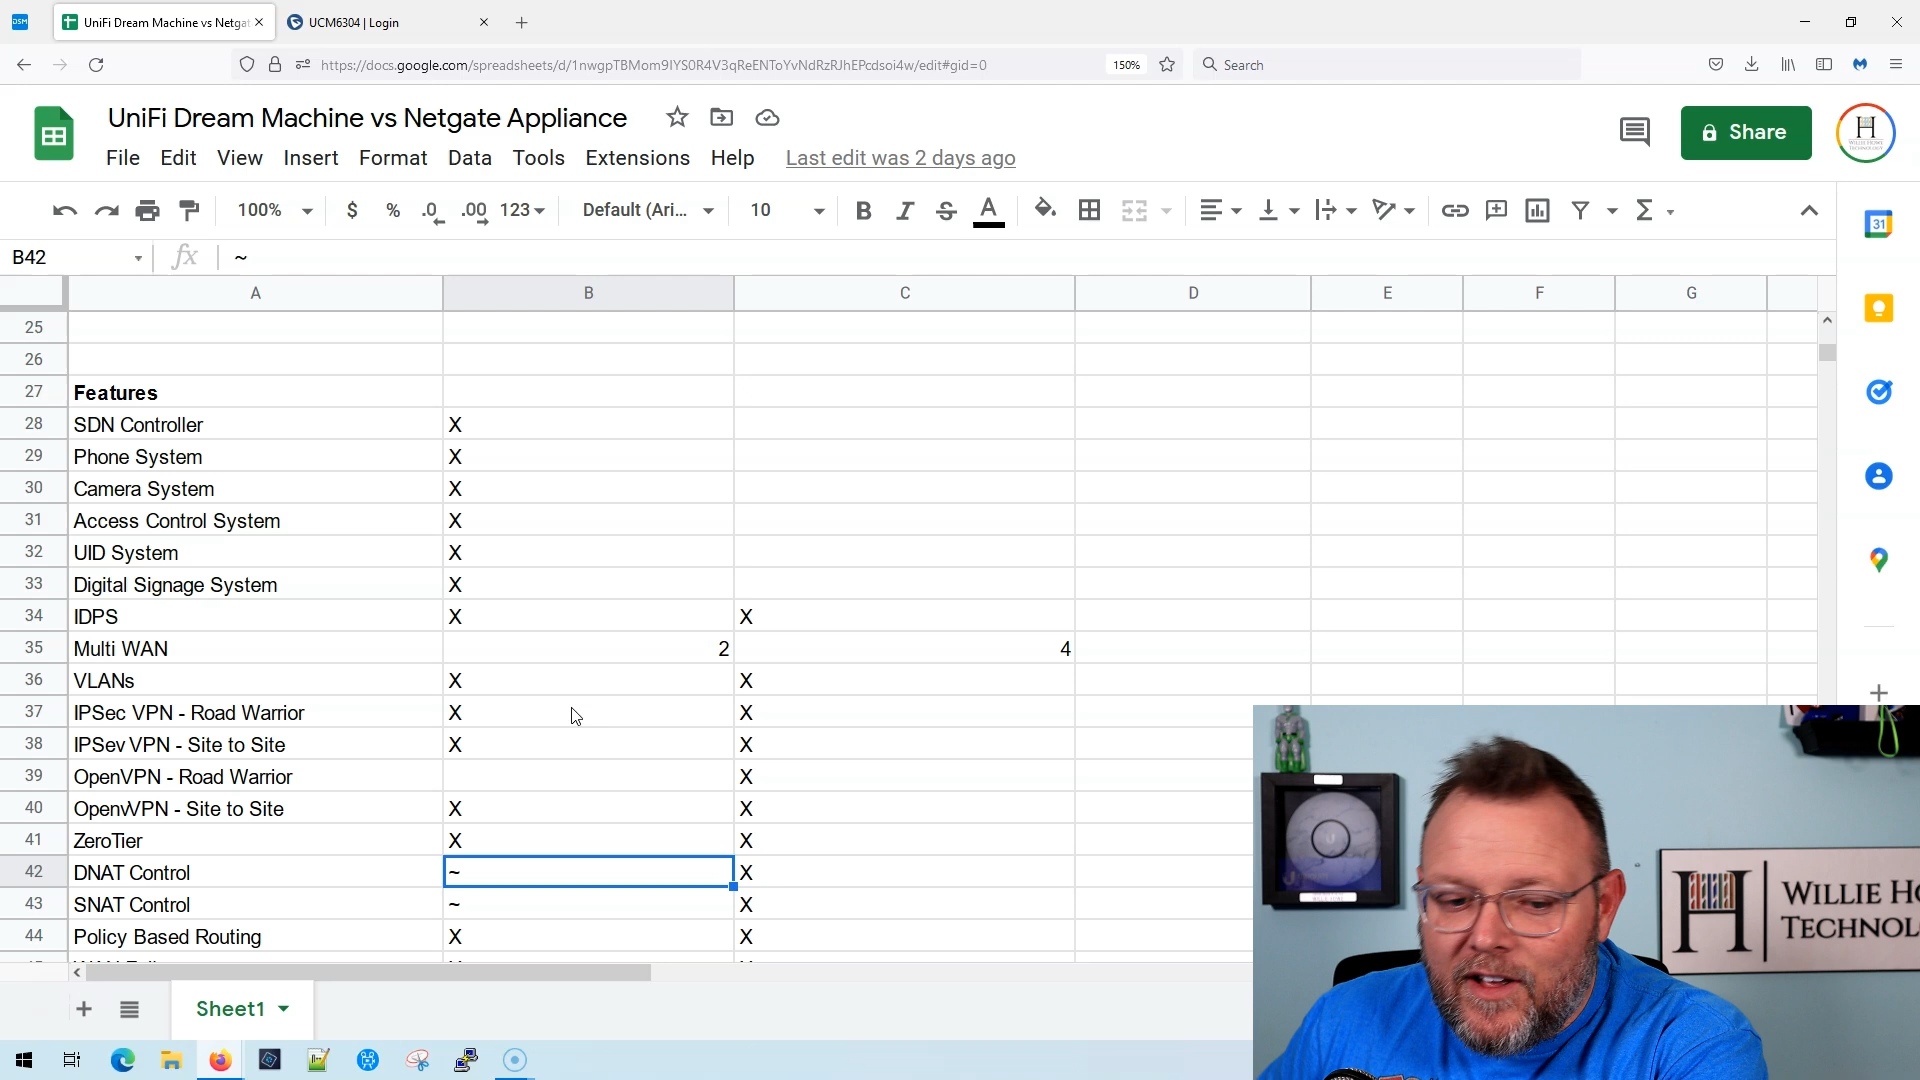 UniFi Dream Machine vs Netgat
UCM6304 | Login
https://docs.google.com/spreadsheets/d/1nwgpTBMom9IYS0R4V3qReENToYvNdRzRJhEPcdsoi4w/edit#gid=0
150%
Search
UniFi Dream Machine vs Netgate Appliance
File Edit View Insert Format Data Tools Extensions Help Last edit was 2 days ago
Share
100% $ % .0 .00 123 Default (Ari... 10 B I S A Σ
31
B42 fx ~
A B C D E F G
25
26
27 Features
28 SDN Controller X
29 Phone System X
30 Camera System X
31 Access Control System X
32 UID System X
33 Digital Signage System X
34 IDPS X X
35 Multi WAN 2 4
36 VLANs X X
37 IPSec VPN - Road Warrior X X
38 IPSev VPN - Site to Site X X
39 OpenVPN - Road Warrior X
40 OpenVPN - Site to Site X X
41 ZeroTier X X
42 DNAT Control ~ X
43 SNAT Control ~ X
44 Policy Based Routing X X
Sheet1
H
WILLIE HO
TECHNOL